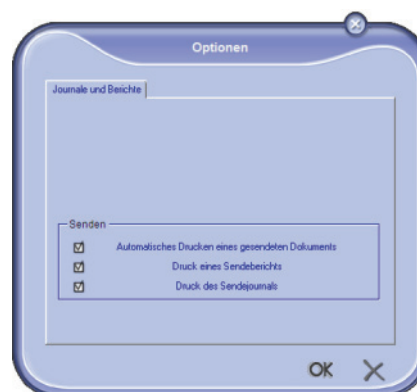 Optionen
Journale und Berichte
Senden
Automatisches Drucken eines gesendeten Dokuments
Druck eines Sendeberichts
Druck des Sendejournals
OK